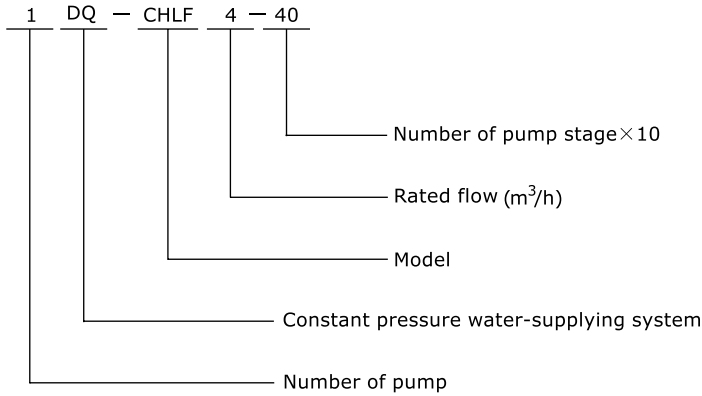 1 DQ — CHLF 4 — 40
Number of pump stage×10
Rated flow (m³/h)
Model
Constant pressure water-supplying system
Number of pump